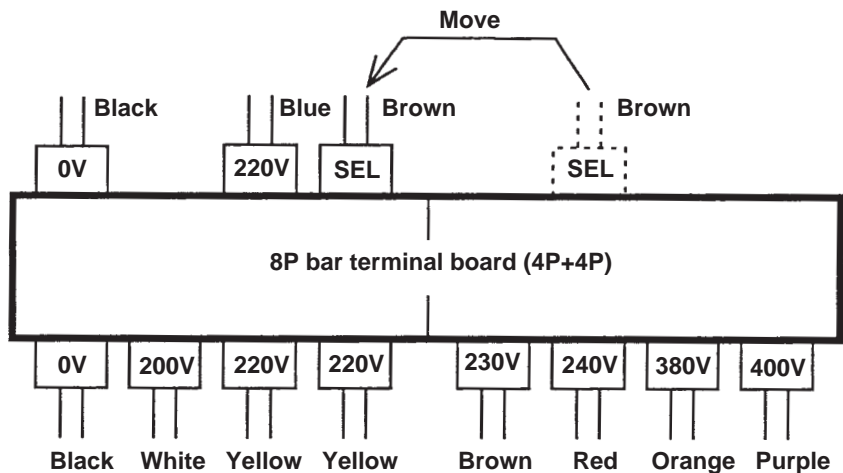 Move
Black Blue Brown Brown
0V 220V SEL SEL
8P bar terminal board (4P+4P)
0V 200V 220V 220V 230V 240V 380V 400V
Black White Yellow Yellow Brown Red Orange Purple